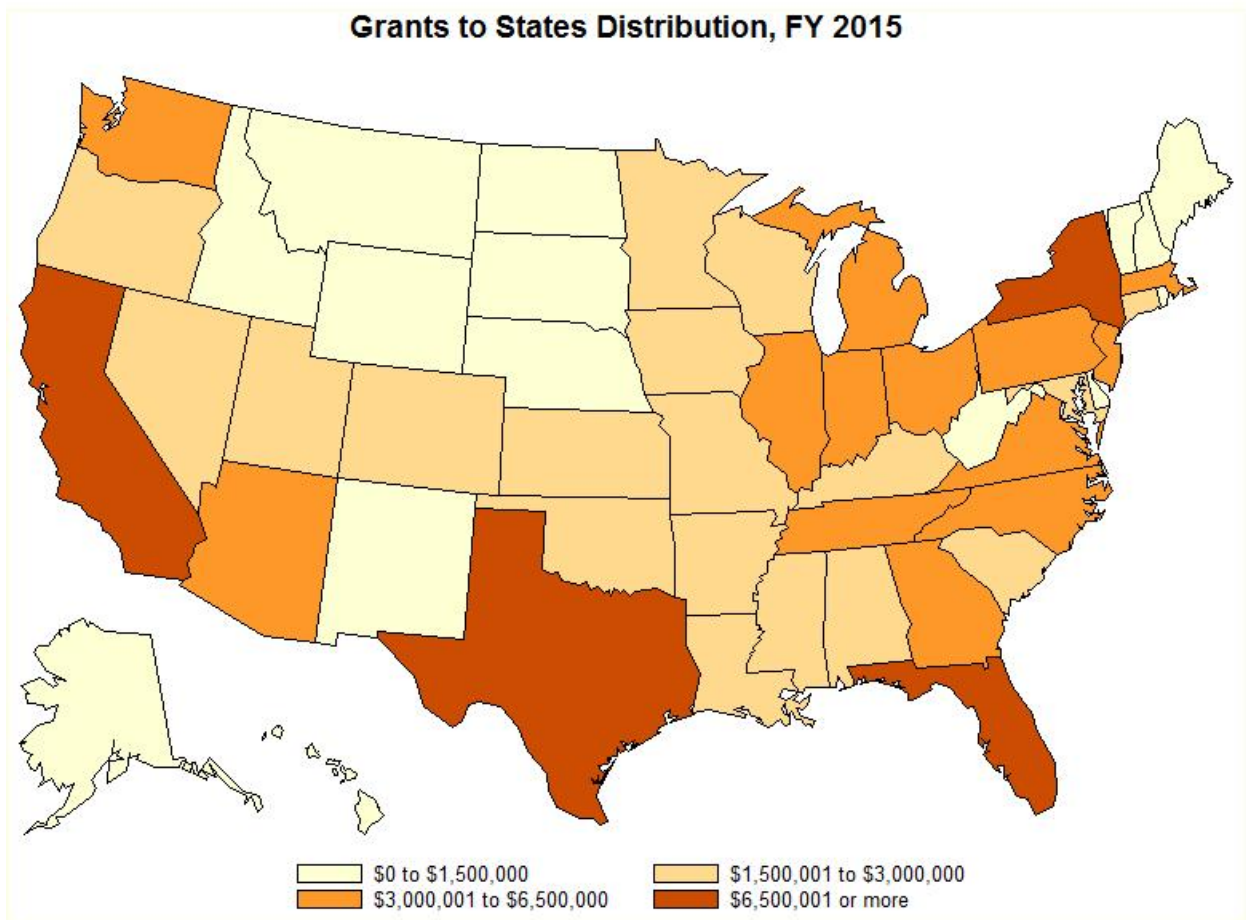 Grants to States Distribution, FY 2015
$0 to $1,500,000
$1,500,001 to $3,000,000
$3,000,001 to $6,500,000
$6,500,001 or more